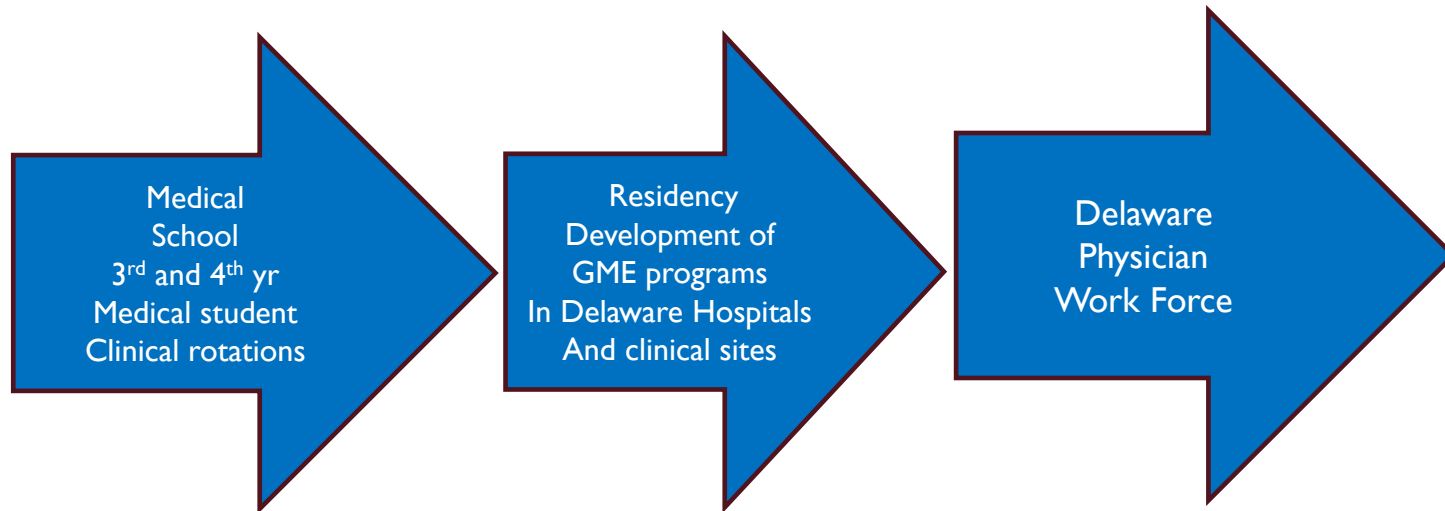 Medical
School
3rd and 4th yr
Medical student
Clinical rotations
Residency
Development of
GME programs
In Delaware Hospitals
And clinical sites
Delaware
Physician
Work Force